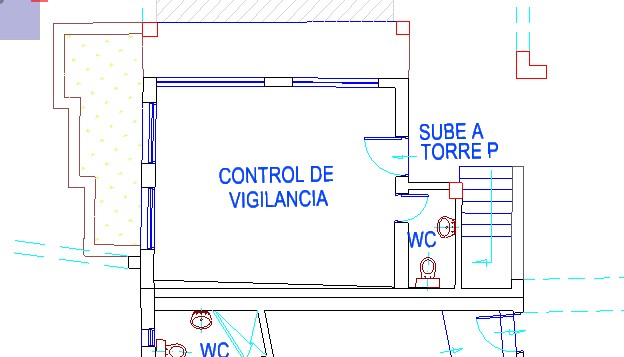 SUBE A
TORRE P
CONTROL DE
VIGILANCIA
WC
WC